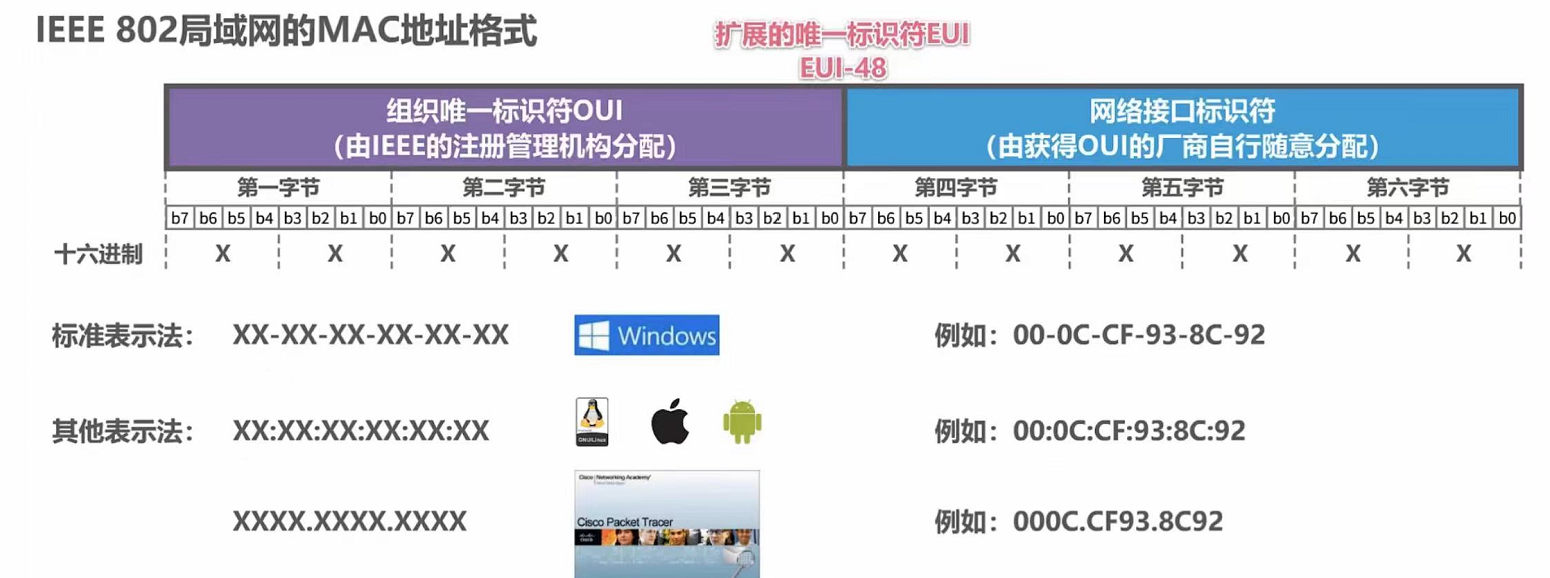 IEEE 802局域网的MAC地址格式
扩展的唯一标识符EUI
EUI-48
组织唯一标识符OUI
(由IEEE的注册管理机构分配)
网络接口标识符
(由获得OUI的厂商自行随意分配)
第一字节 第二字节 第三字节 第四字节 第五字节 第六字节
b7 b6 b5 b4 b3 b2 b1 b0 b7 b6 b5 b4 b3 b2 b1 b0 b7 b6 b5 b4 b3 b2 b1 b0 b7 b6 b5 b4 b3 b2 b1 b0 b7 b6 b5 b4 b3 b2 b1 b0 b7 b6 b5 b4 b3 b2 b1 b0
十六进制 X X X X X X X X X X X X
标准表示法: XX-XX-XX-XX-XX-XX Windows 例如: 00-0C-CF-93-8C-92
其他表示法: XX:XX:XX:XX:XX:XX 例如: 00:0C:CF:93:8C:92
Cisco Networking Academy
XXXX.XXXX.XXXX Cisco Packet Tracer 例如: 000C.CF93.8C92